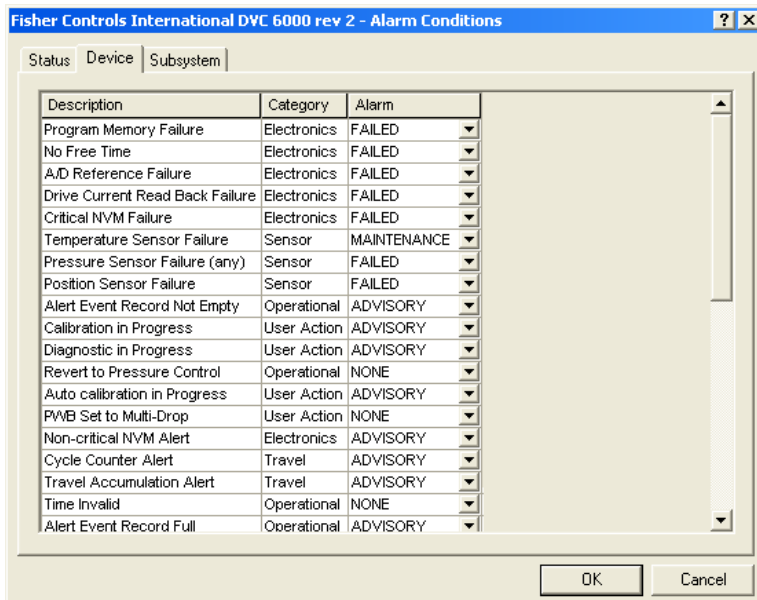 Fisher Controls International DVC 6000 rev 2 - Alarm Conditions
Status Device Subsystem
Description Category Alarm
Program Memory Failure Electronics FAILED
No Free Time Electronics FAILED
A/D Reference Failure Electronics FAILED
Drive Current Read Back Failure Electronics FAILED
Critical NVM Failure Electronics FAILED
Temperature Sensor Failure Sensor MAINTENANCE
Pressure Sensor Failure (any) Sensor FAILED
Position Sensor Failure Sensor FAILED
Alert Event Record Not Empty Operational ADVISORY
Calibration in Progress User Action ADVISORY
Diagnostic in Progress User Action ADVISORY
Revert to Pressure Control Operational NONE
Auto calibration in Progress User Action ADVISORY
PWB Set to Multi-Drop User Action NONE
Non-critical NVM Alert Electronics ADVISORY
Cycle Counter Alert Travel ADVISORY
Travel Accumulation Alert Travel ADVISORY
Time Invalid Operational NONE
Alert Event Record Full Operational ADVISORY
OK Cancel